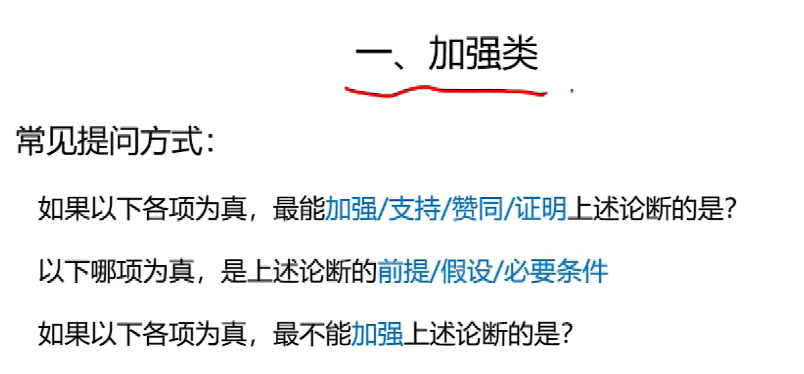 一、加强类
常见提问方式：
如果以下各项为真，最能加强/支持/赞同/证明上述论断的是？
以下哪项为真，是上述论断的前提/假设/必要条件
如果以下各项为真，最不能加强上述论断的是？